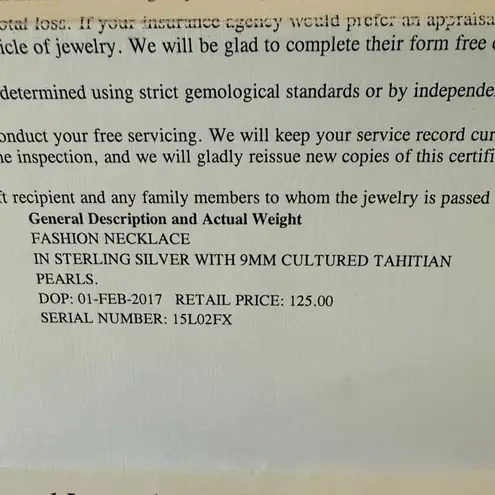 otal loss. If your insurance agency would prefer an appraisa
icle of jewelry. We will be glad to complete their form free
determined using strict gemological standards or by independe
onduct your free servicing. We will keep your service record cur
ne inspection, and we will gladly reissue new copies of this certifi
ft recipient and any family members to whom the jewelry is passed
General Description and Actual Weight
FASHION NECKLACE
IN STERLING SILVER WITH 9MM CULTURED TAHITIAN
PEARLS.
DOP: 01-FEB-2017 RETAIL PRICE: 125.00
SERIAL NUMBER: 15L02FX